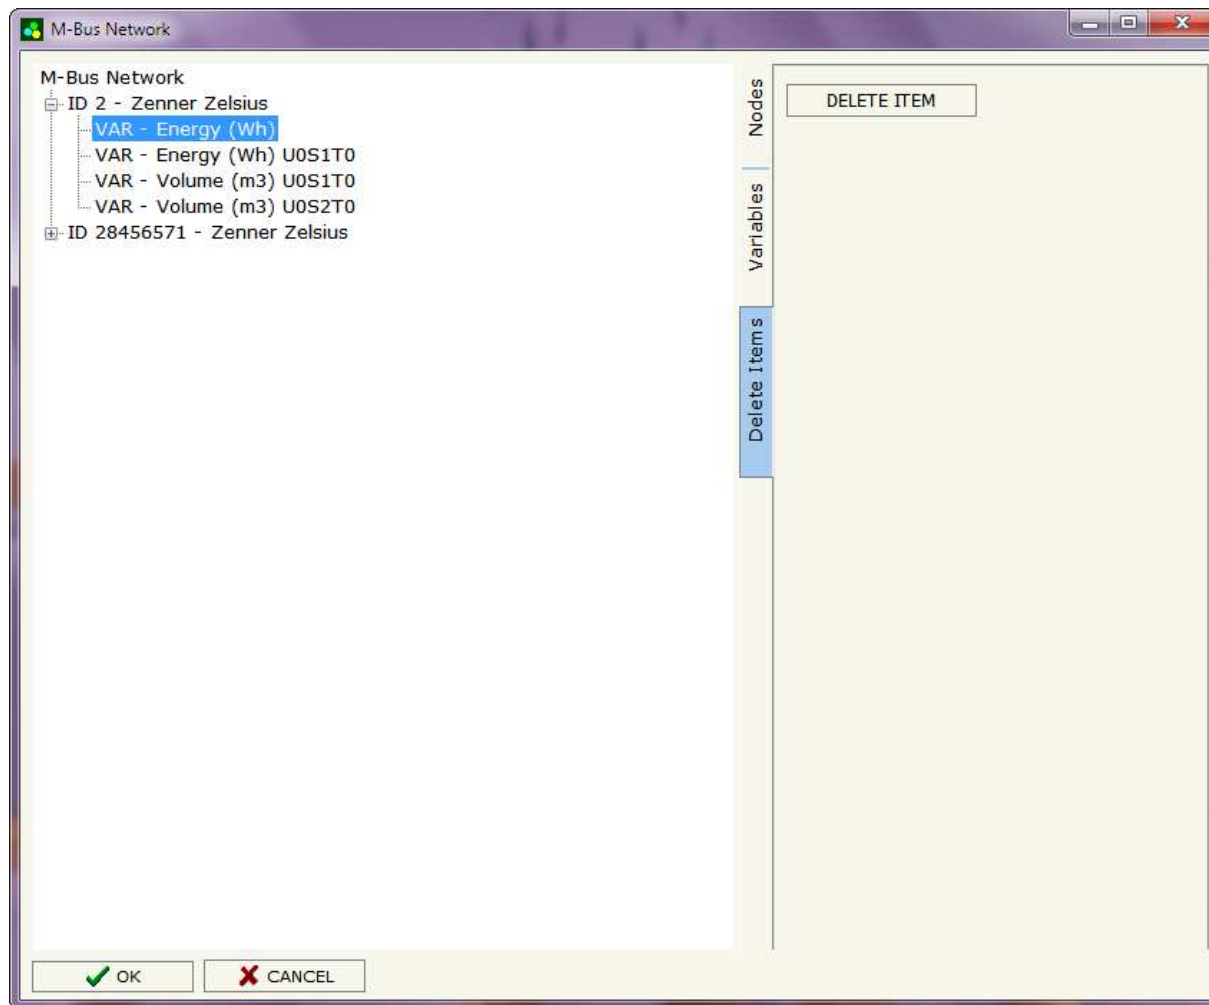 M-Bus Network
M-Bus Network
ID 2 - Zenner Zelsius
VAR - Energy (Wh)
VAR - Energy (Wh) U0S1T0
VAR - Volume (m3) U0S1T0
VAR - Volume (m3) U0S2T0
ID 28456571 - Zenner Zelsius
Nodes
Variables
Delete Items
DELETE ITEM
OK
CANCEL